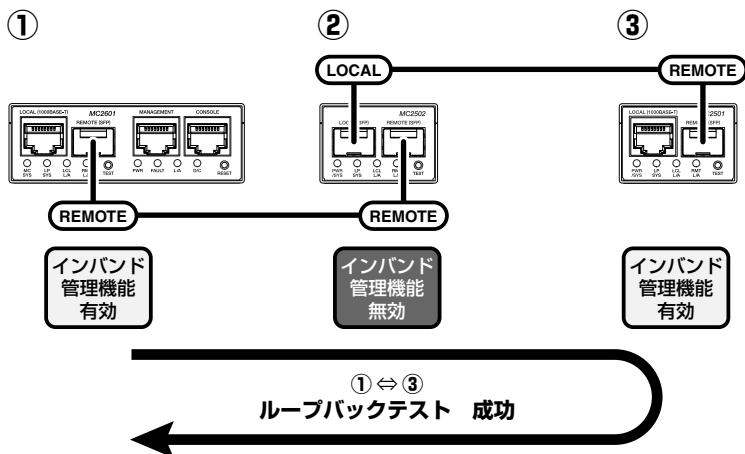 ① ② ③
LOCAL REMOTE
LOCAL (1000BASE-T) MC2601 MANAGEMENT CONSOLE
REMOTE (SFP)
MC SYS LP SYS LCL L/A TEST PWR FAULT L/A D/C RESET
MC2502
REMOTE (SFP)
PWR /SYS LP SYS LCL L/A TEST
LOCAL (1000BASE-T)
PWR /SYS LP SYS LCL L/A RMT L/A TEST
REMOTE REMOTE
インバンド
管理機能
有効
インバンド
管理機能
無効
インバンド
管理機能
有効
① ⇔ ③
ループバックテスト 成功